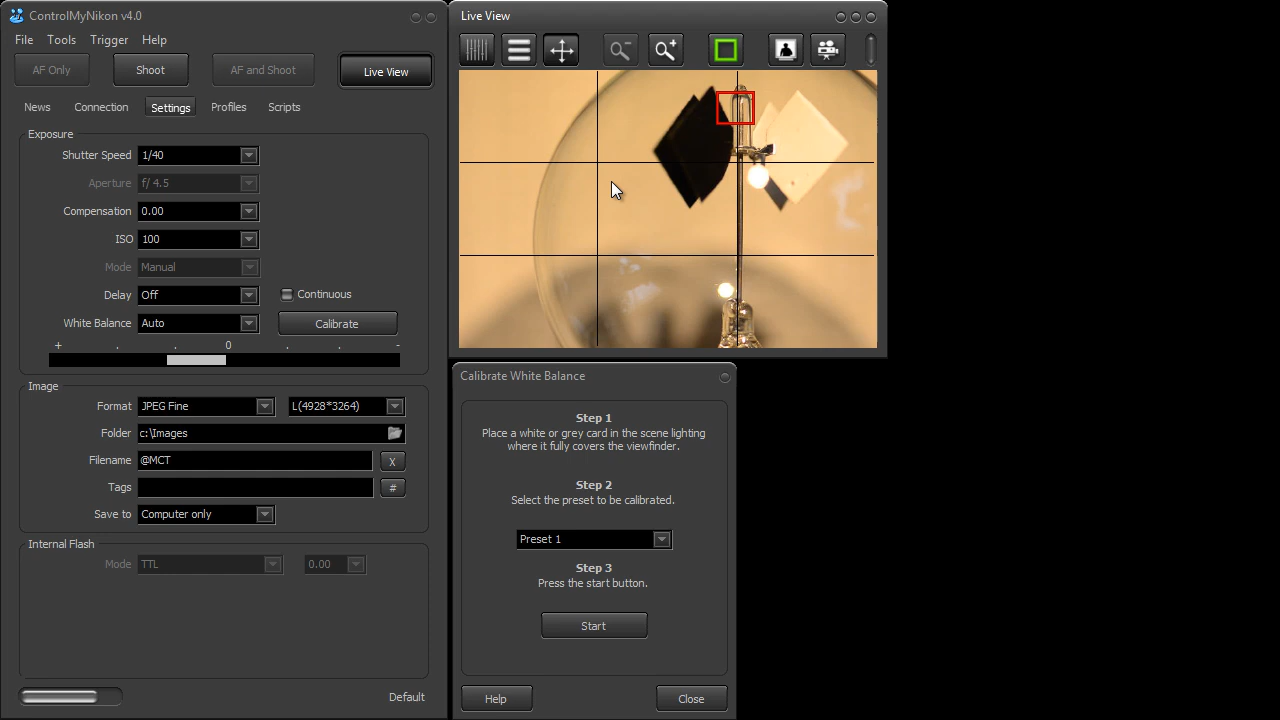 ControlMyNikon v4.0
File Tools Trigger Help
AF Only Shoot AF and Shoot Live View
News Connection Settings Profiles Scripts
Exposure
Shutter Speed 1/40
Aperture f/ 4.5
Compensation 0.00
ISO 100
Mode Manual
Delay Off Continuous
White Balance Auto Calibrate
+ . . 0 . . -
Image
Format JPEG Fine L(4928*3264)
Folder c:\Images
Filename @MCT X
Tags #
Save to Computer only
Internal Flash
Mode TTL 0.00
Default
Live View
Calibrate White Balance
Step 1
Place a white or grey card in the scene lighting
where it fully covers the viewfinder.
Step 2
Select the preset to be calibrated.
Preset 1
Step 3
Press the start button.
Start
Help Close